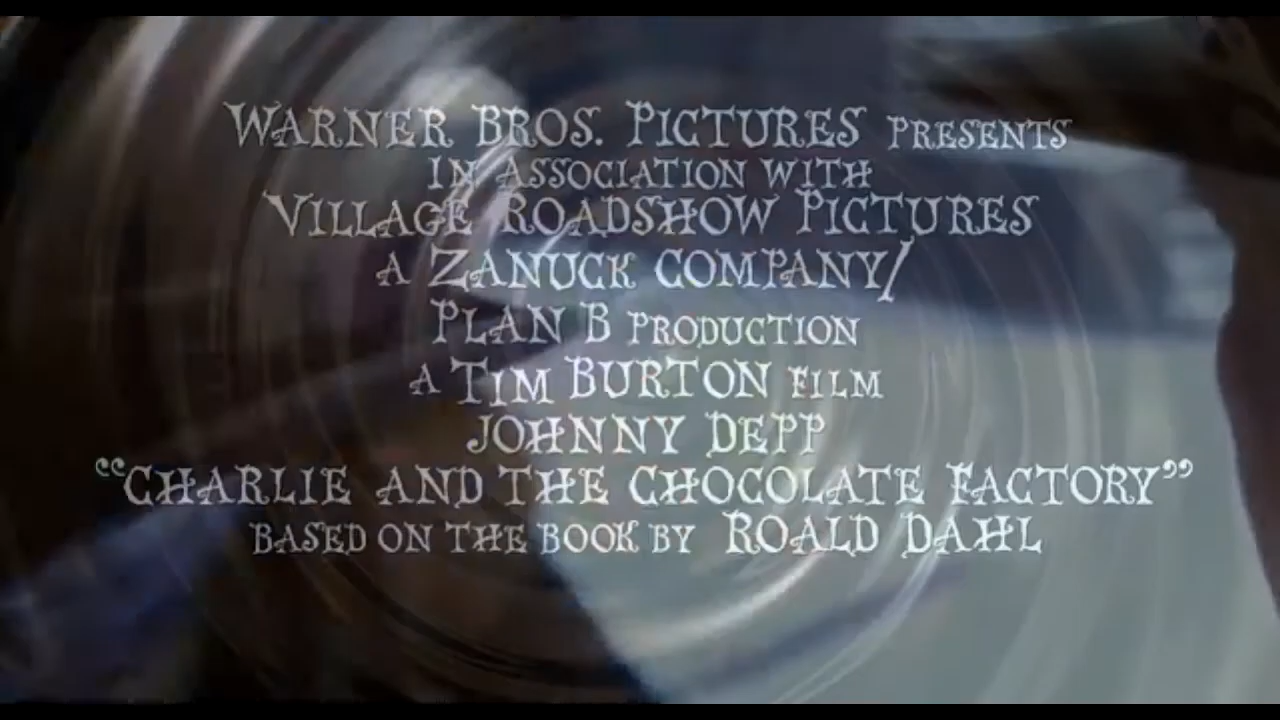 WARNER BROS. PICTURES PRESENTS
IN ASSOCIATION WITH
VILLAGE ROADSHOW PICTURES
A ZANUCK COMPANY/
PLAN B PRODUCTION
A TIM BURTON FILM
JOHNNY DEPP
“CHARLIE AND THE CHOCOLATE FACTORY”
BASED ON THE BOOK BY ROALD DAHL